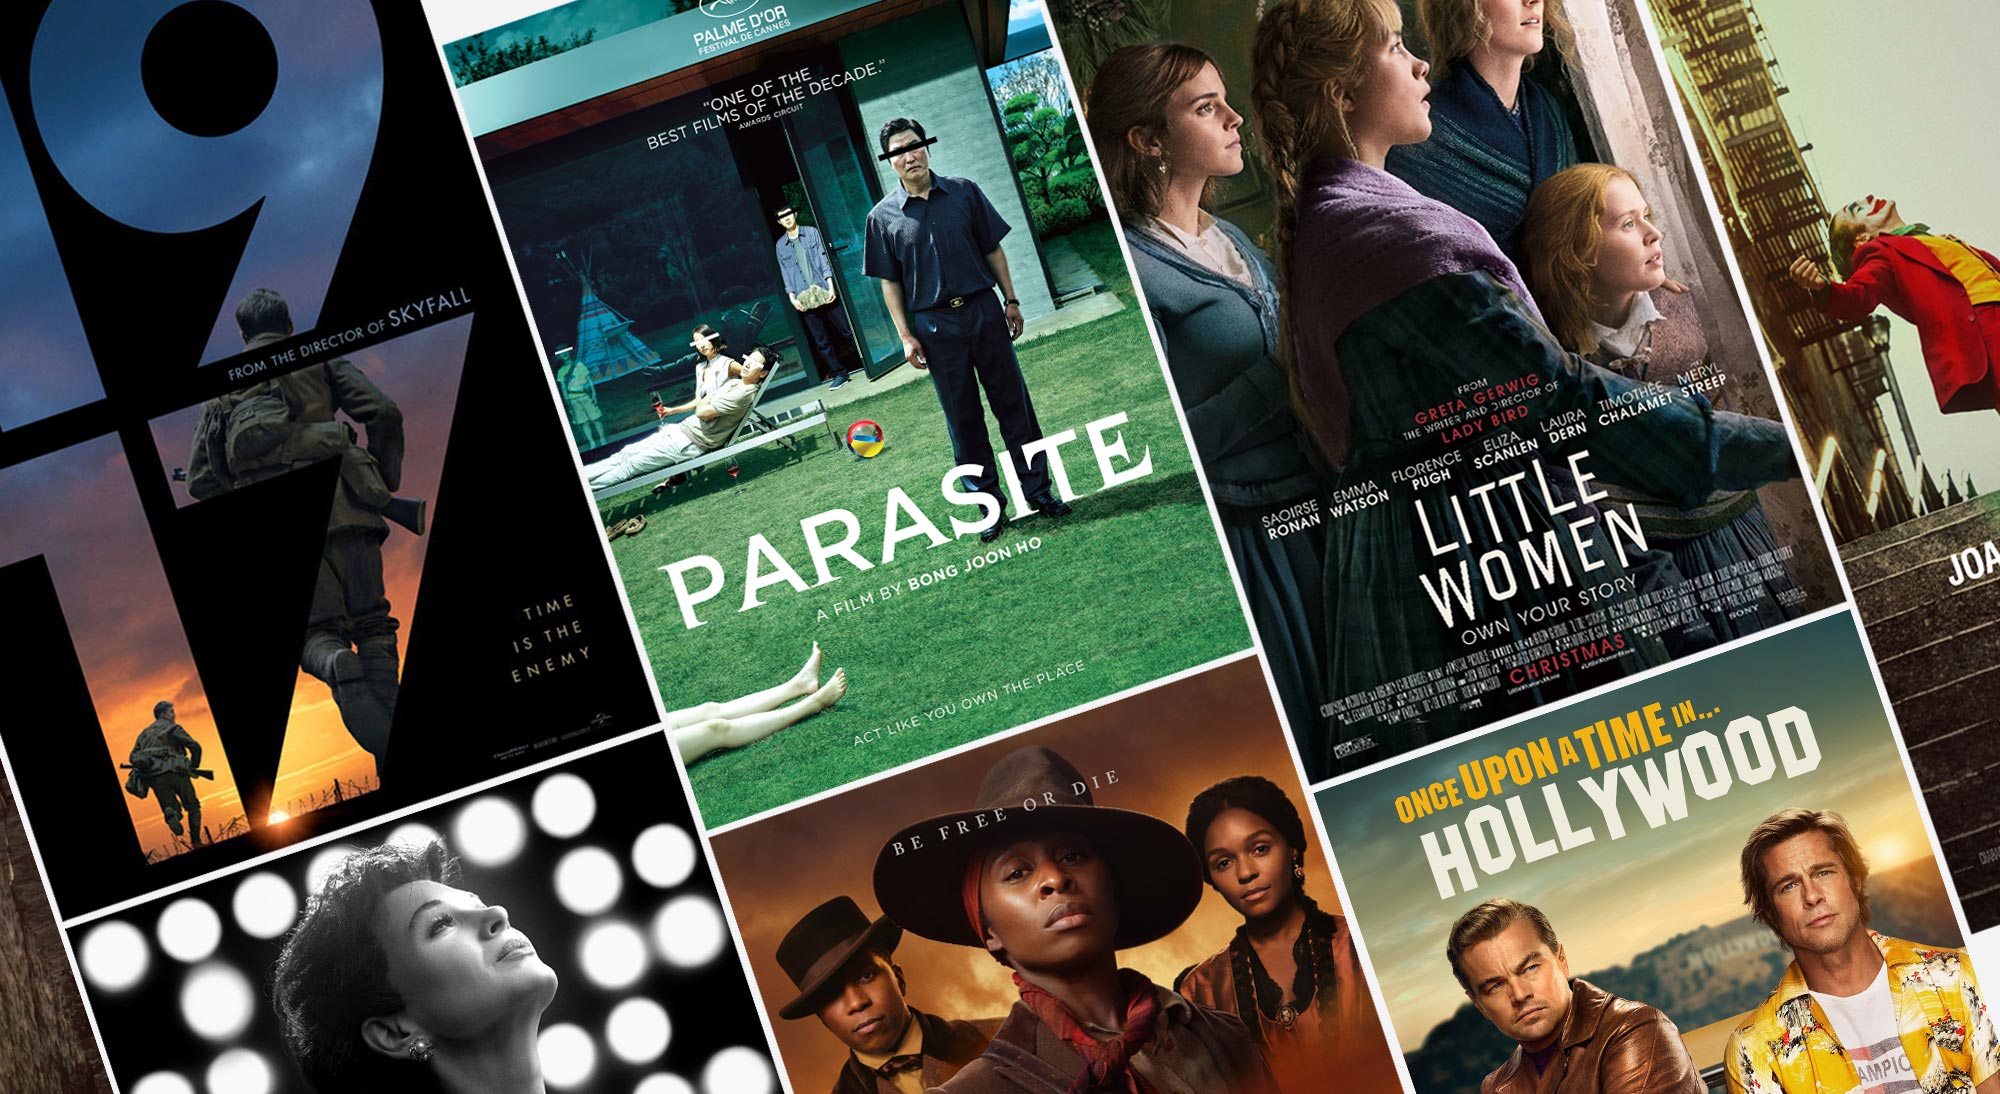 19
17
FROM THE DIRECTOR OF SKYFALL
TIME
IS THE
ENEMY
PALME D'OR
FESTIVAL DE CANNES
"ONE OF THE
BEST FILMS OF THE DECADE."
AWARDS CIRCUIT
PARASITE
A FILM BY BONG JOON HO
ACT LIKE YOU OWN THE PLACE
FROM
GRETA GERWIG
THE WRITER AND DIRECTOR OF
LADY BIRD
SAOIRSE RONAN
EMMA WATSON
FLORENCE PUGH
ELIZA SCANLEN
LAURA DERN
TIMOTHÉE CHALAMET
MERYL STREEP
LITTLE
WOMEN
OWN YOUR STORY
CHRISTMAS
SONY
JOA
BE FREE OR DIE
ONCE UPON A TIME IN...
HOLLYWOOD
HOLLYWO
AMPIO